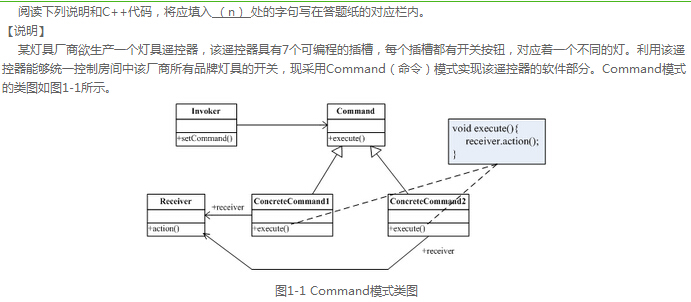 阅读下列说明和C++代码，将应填入 （n） 处的字句写在答题纸的对应栏内。
【说明】
某灯具厂商欲生产一个灯具遥控器，该遥控器具有7个可编程的插槽，每个插槽都有开关按钮，对应着一个不同的灯。利用该遥
控器能够统一控制房间中该厂商所有品牌灯具的开关，现采用Command（命令）模式实现该遥控器的软件部分。Command模式
的类图如图1-1所示。
Invoker
+setCommand()
Command
+execute()
void execute(){
receiver.action();
}
Receiver
+action()
+receiver
ConcreteCommand1
+execute()
ConcreteCommand2
+execute()
+receiver
图1-1 Command模式类图